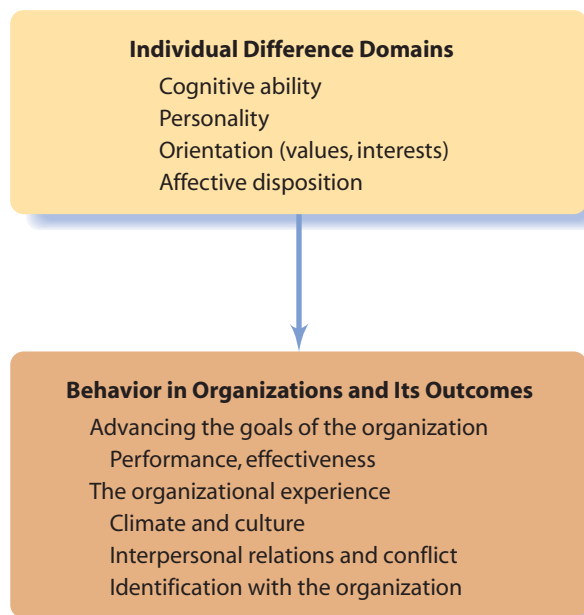 Individual Difference Domains
Cognitive ability
Personality
Orientation (values, interests)
Affective disposition
Behavior in Organizations and Its Outcomes
Advancing the goals of the organization
Performance, effectiveness
The organizational experience
Climate and culture
Interpersonal relations and conflict
Identification with the organization